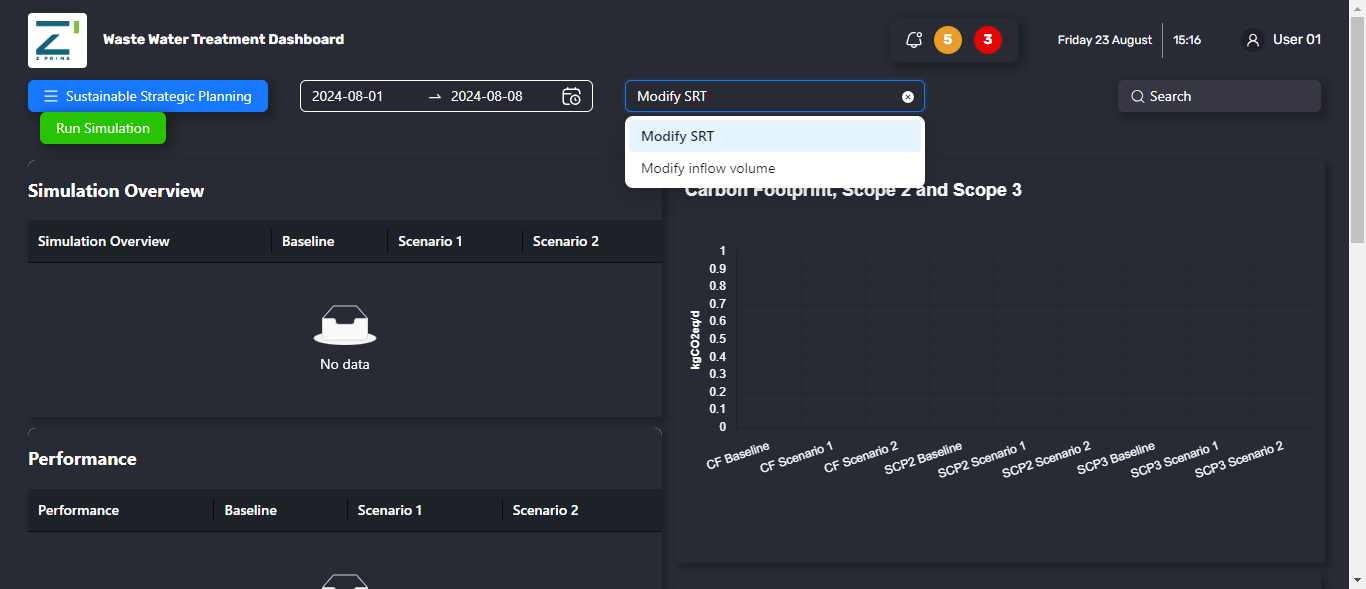 Z PRIME
Waste Water Treatment Dashboard
5
3
Friday 23 August
15:16
User 01
Sustainable Strategic Planning
2024-08-01
2024-08-08
Modify SRT
Search
Run Simulation
Modify SRT
Modify inflow volume
Simulation Overview
Simulation Overview
Baseline
Scenario 1
Scenario 2
No data
Performance
Performance
Baseline
Scenario 1
Scenario 2
Carbon Footprint, Scope 2 and Scope 3
kgCO2eq/d
1
0.9
0.8
0.7
0.6
0.5
0.4
0.3
0.2
0.1
0
CF Baseline
CF Scenario 1
CF Scenario 2
SCP2 Baseline
SCP2 Scenario 1
SCP2 Scenario 2
SCP3 Baseline
SCP3 Scenario 1
SCP3 Scenario 2